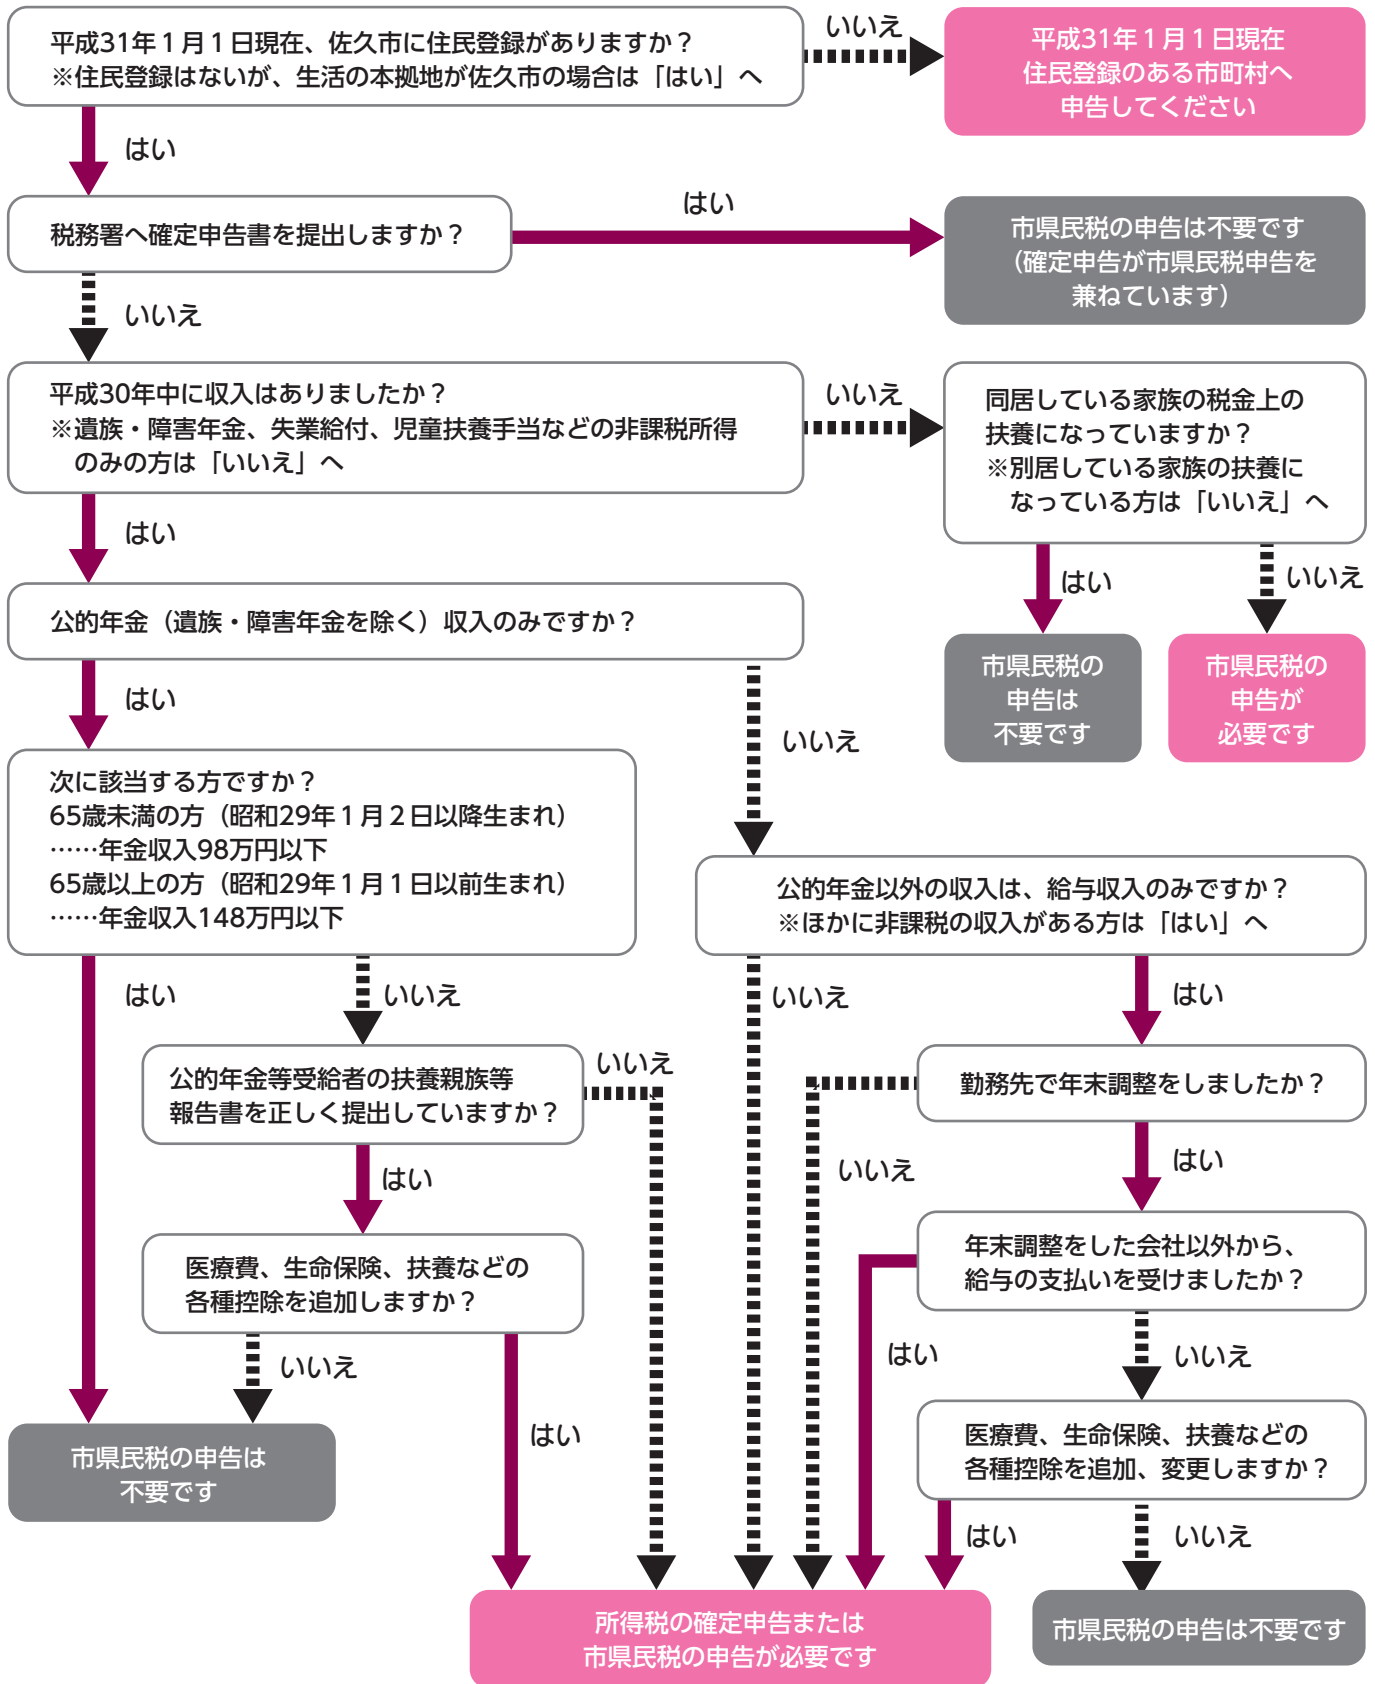 平成31年１月１日現在、佐久市に住民登録がありますか？
※住民登録はないが、生活の本拠地が佐久市の場合は「はい」へ
いいえ
平成31年１月１日現在
住民登録のある市町村へ
申告してください
はい
税務署へ確定申告書を提出しますか？
はい
市県民税の申告は不要です
（確定申告が市県民税申告を
兼ねています）
いいえ
平成30年中に収入はありましたか？
※遺族・障害年金、失業給付、児童扶養手当などの非課税所得
のみの方は「いいえ」へ
いいえ
同居している家族の税金上の
扶養になっていますか？
※別居している家族の扶養に
なっている方は「いいえ」へ
はい
はい
いいえ
市県民税の
申告は
不要です
市県民税の
申告が
必要です
公的年金（遺族・障害年金を除く）収入のみですか？
はい
いいえ
次に該当する方ですか？
65歳未満の方（昭和29年１月２日以降生まれ）
……年金収入98万円以下
65歳以上の方（昭和29年１月１日以前生まれ）
……年金収入148万円以下
公的年金以外の収入は、給与収入のみですか？
※ほかに非課税の収入がある方は「はい」へ
はい
いいえ
いいえ
はい
公的年金等受給者の扶養親族等
報告書を正しく提出していますか？
いいえ
勤務先で年末調整をしましたか？
はい
いいえ
はい
医療費、生命保険、扶養などの
各種控除を追加しますか？
年末調整をした会社以外から、
給与の支払いを受けましたか？
いいえ
はい
はい
いいえ
医療費、生命保険、扶養などの
各種控除を追加、変更しますか？
市県民税の申告は
不要です
はい
いいえ
所得税の確定申告または
市県民税の申告が必要です
市県民税の申告は不要です